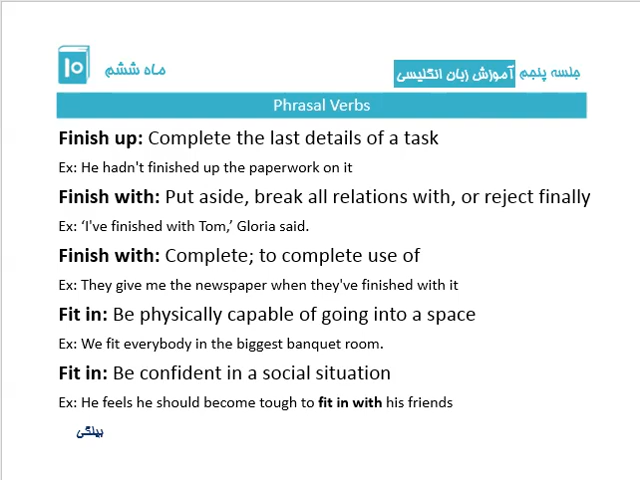 10
ماه ششم
جلسه پنجم آموزش زبان انگلیسی
Phrasal Verbs
Finish up: Complete the last details of a task
Ex: He hadn't finished up the paperwork on it
Finish with: Put aside, break all relations with, or reject finally
Ex: ‘I've finished with Tom,’ Gloria said.
Finish with: Complete; to complete use of
Ex: They give me the newspaper when they've finished with it
Fit in: Be physically capable of going into a space
Ex: We fit everybody in the biggest banquet room.
Fit in: Be confident in a social situation
Ex: He feels he should become tough to fit in with his friends
بیلگی